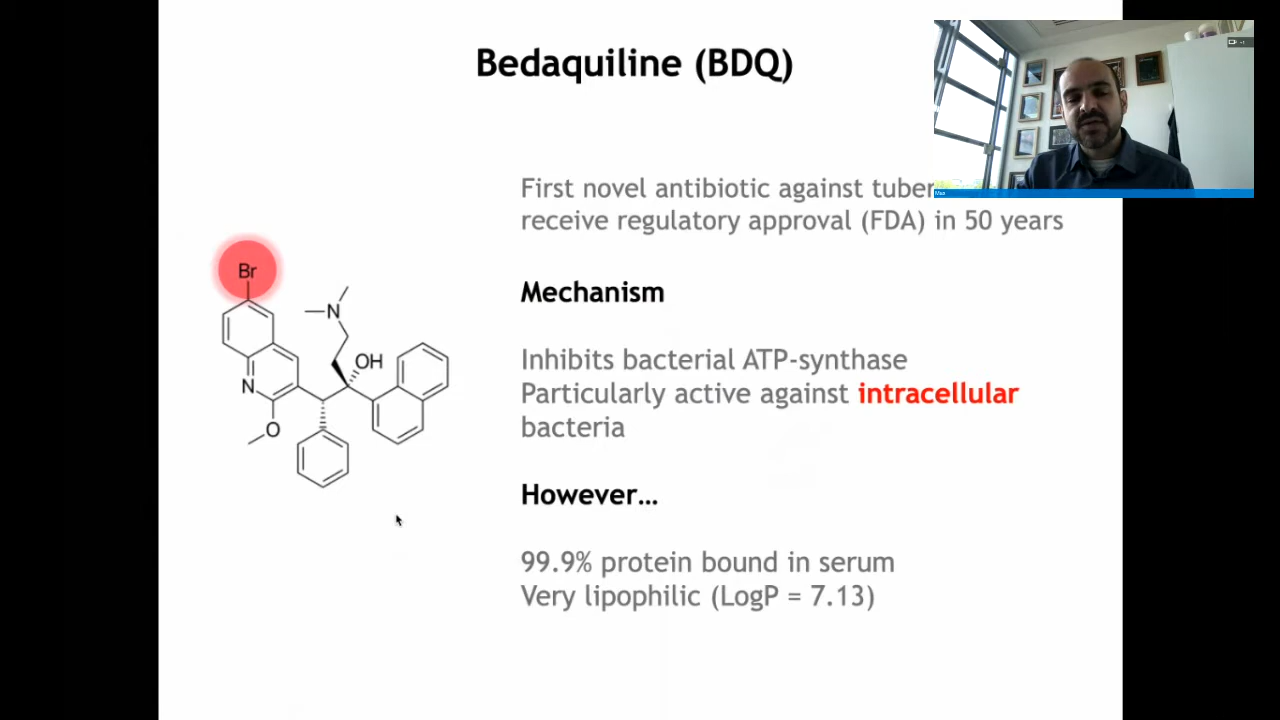 Bedaquiline (BDQ)
First novel antibiotic against
receive regulatory approval (FDA) in 50 years
Br
Mechanism
N
OH
Inhibits bacterial ATP-synthase
N
Particularly active against intracellular
O
bacteria
However…
99.9% protein bound in serum
Very lipophilic (LogP = 7.13)